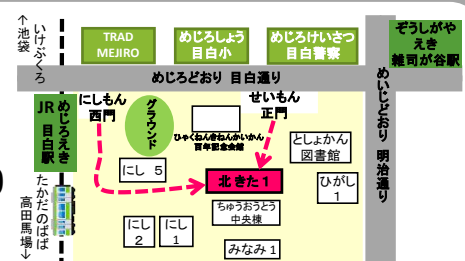 ↑
池袋
いけぶくろ
TRAD
MEJIRO
めじろしょう
目白小
めじろけいさつ
目白警察
ぞうしがや
えき
雑司が谷駅
めじろどおり 目白通り
めいじどおり 明治通り
JR 目白駅
めじろえき
にしもん
西門
グラウンド
せいもん
正門
ひゃくねんきねんかいかん
百年記念会館
としょかん
図書館
にし 5
北きた1
ひがし
1
ちゅうおうとう
中央棟
にし
2
にし
1
みなみ 1
たかだのばば
高田馬場↓